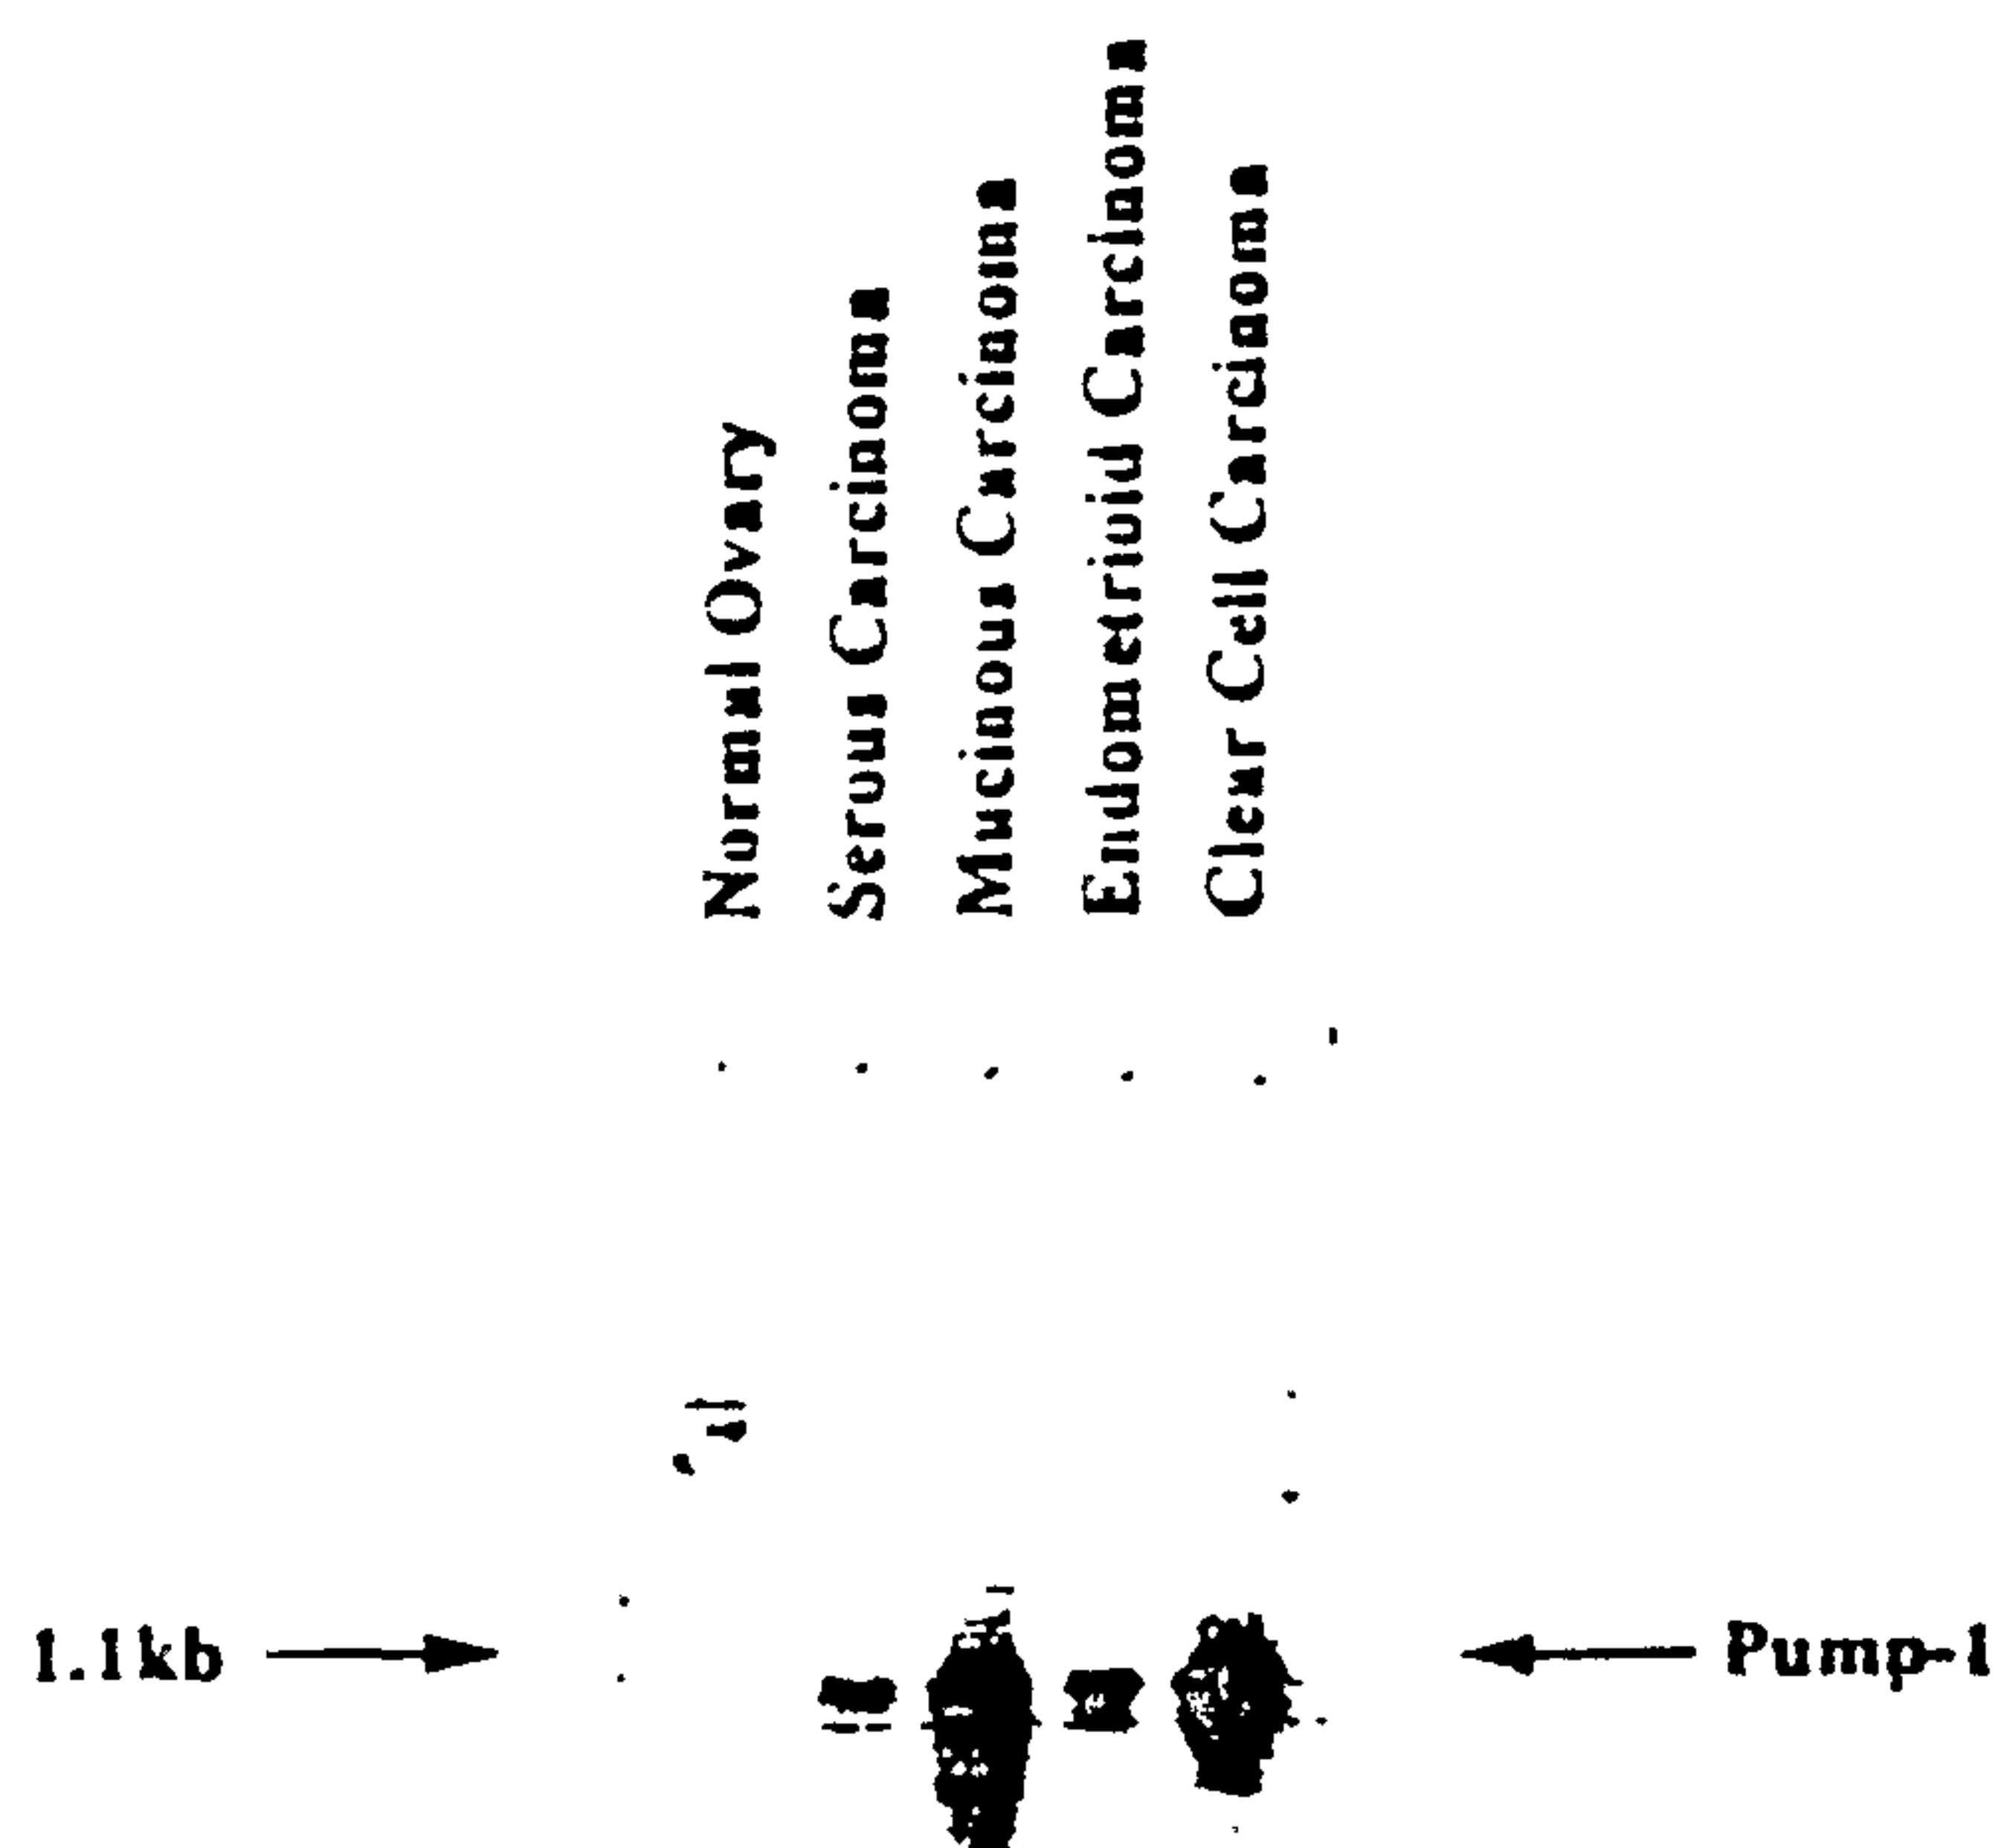 Normal Ovary
Serous Carcinoma
Mucinous Carcinoma
Endometrioid Carcinoma
Clear Cell Carcinoma
1.1kb
Pump-1